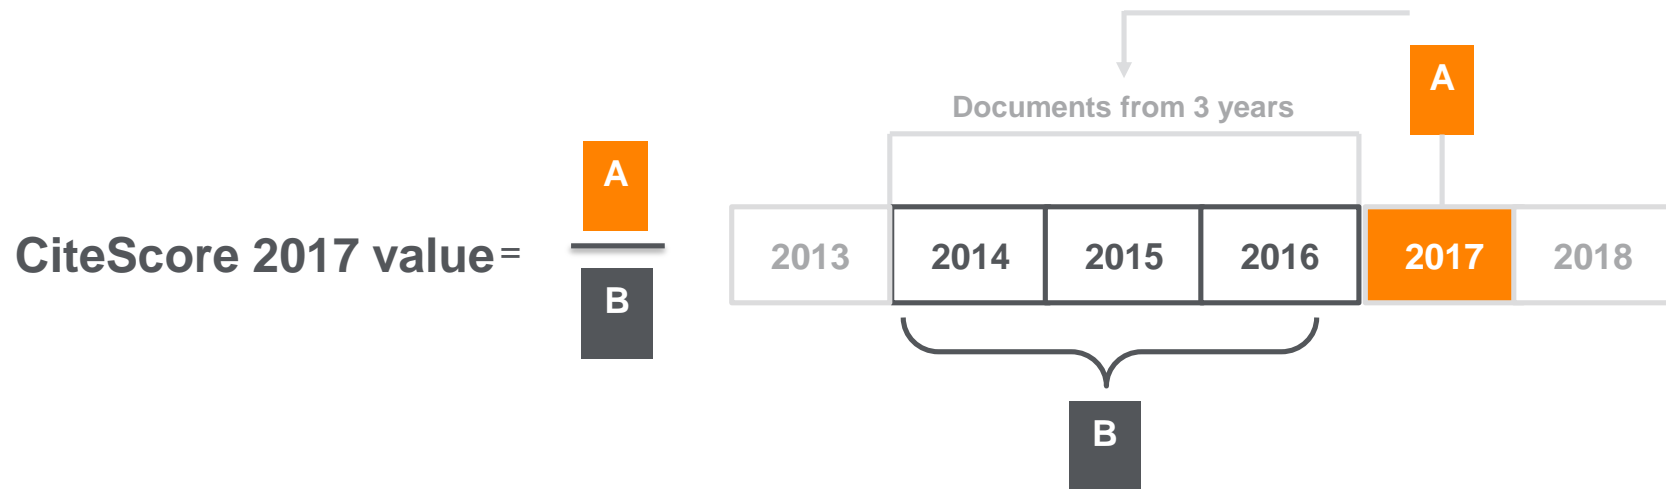 Documents from 3 years
A
A
CiteScore 2017 value =
B
2013 2014 2015 2016 2017 2018
B